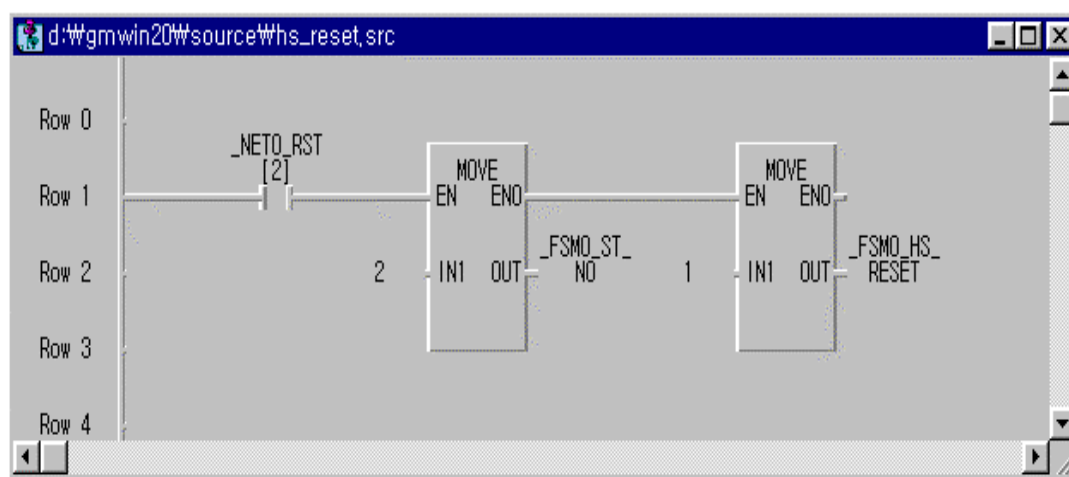 d:₩gmwin20₩source₩hs_reset,src
Row 0
_NET0_RST
[2]
MOVE
MOVE
Row 1
EN ENO
EN ENO
_FSM0_ST_
NO
_FSM0_HS_
RESET
Row 2
2
IN1 OUT
1
IN1 OUT
Row 3
Row 4